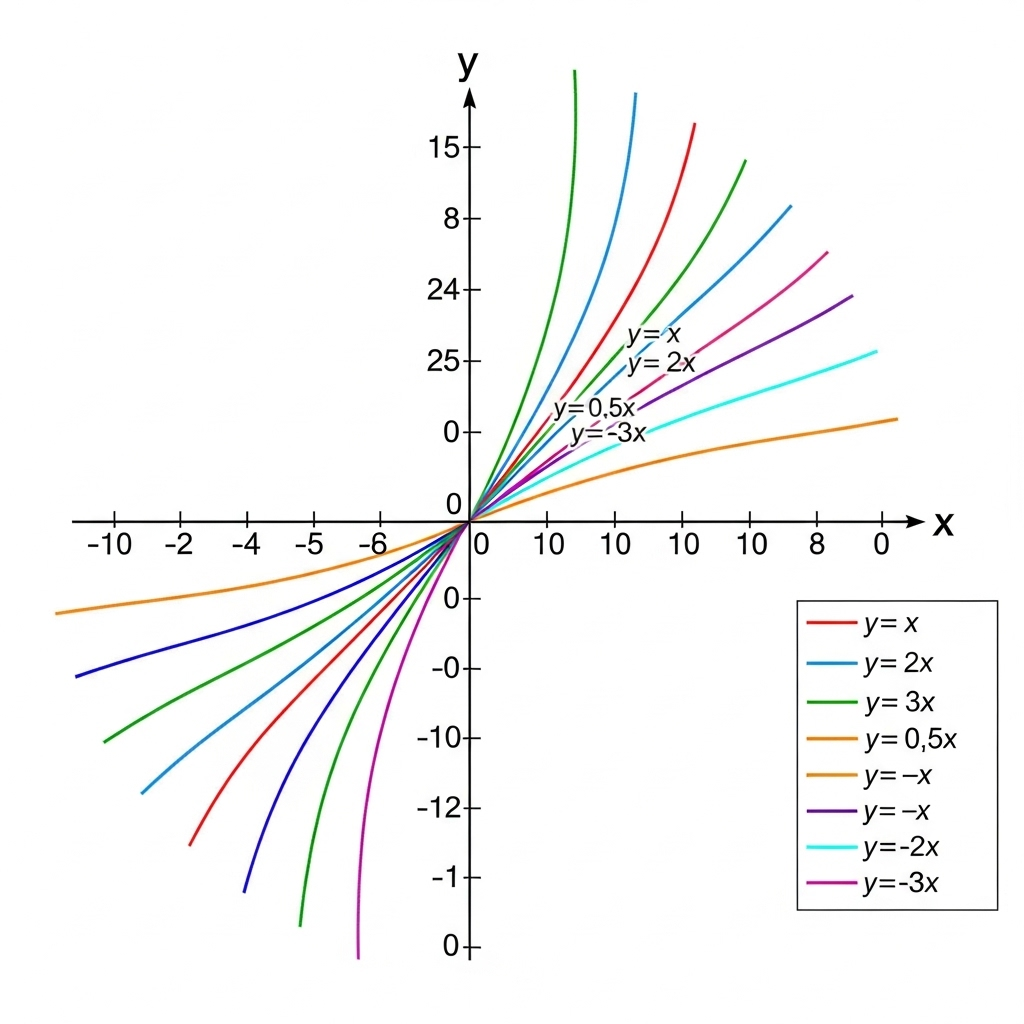 y
15
8
24
25
0
0
-10 -2 -4 -5 -6 0 10 10 10 10 8 0 x
0
-0
-10
-12
-1
0
y= x
y= 2x
y=0,5x
y=-3x
y= x
y= 2x
y= 3x
y= 0,5x
y= –x
y= –x
y=-2x
y=-3x